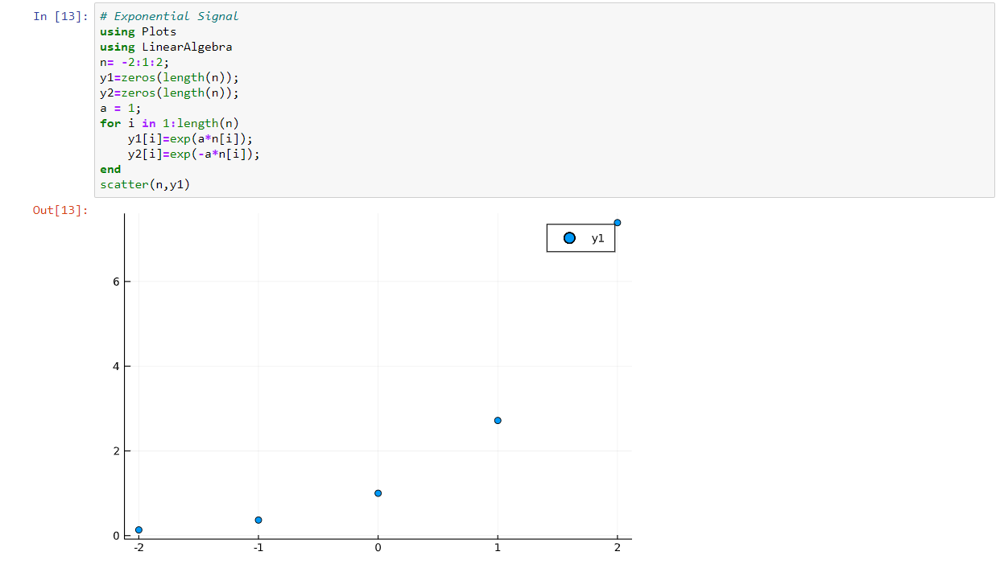 In [13]: # Exponential Signal
using Plots
using LinearAlgebra
n= -2:1:2;
y1=zeros(length(n));
y2=zeros(length(n));
a = 1;
for i in 1:length(n)
    y1[i]=exp(a*n[i]);
    y2[i]=exp(-a*n[i]);
end
scatter(n,y1)
Out[13]:
y1
6
4
2
0
-2 -1 0 1 2